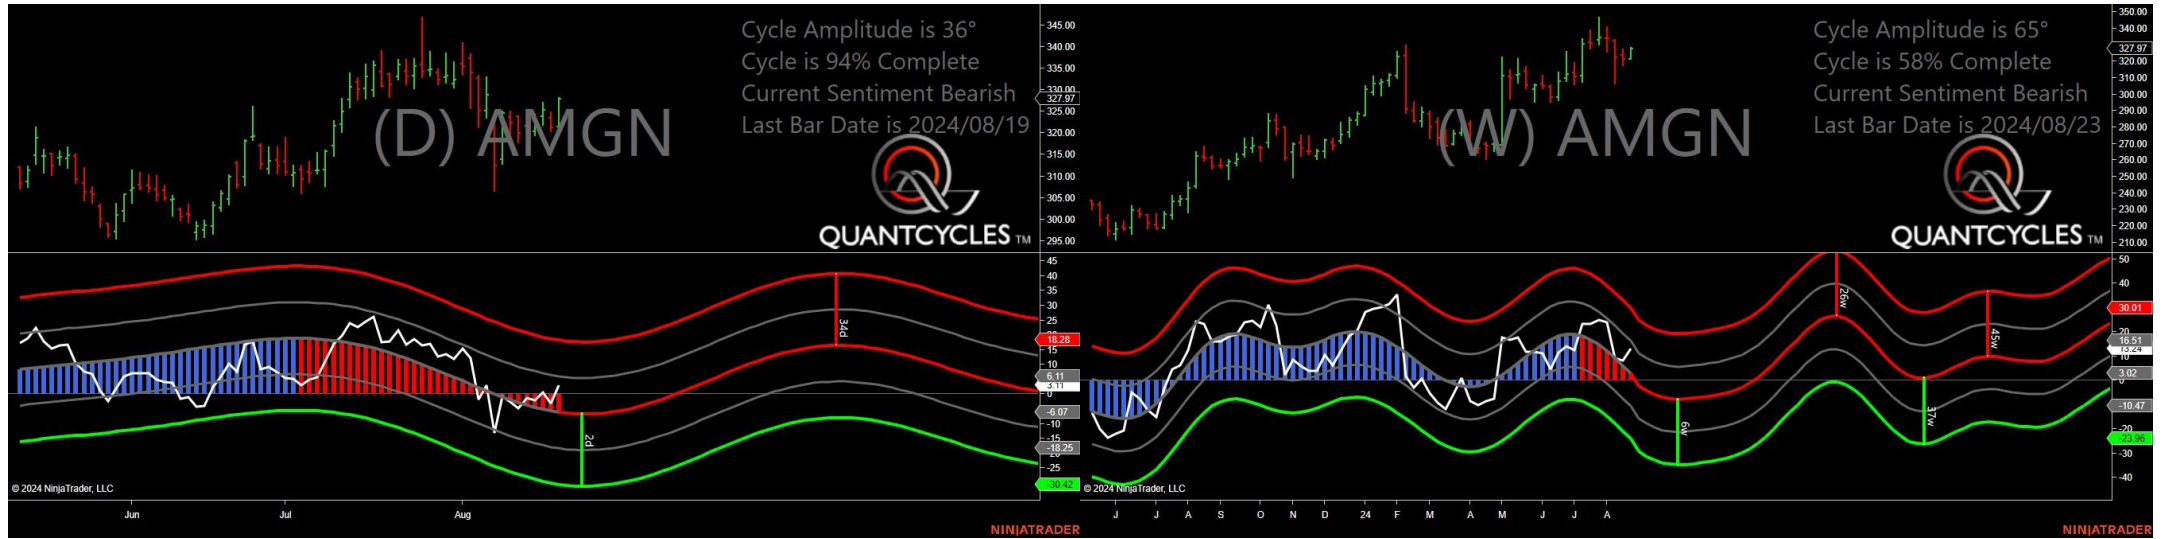 Cycle Amplitude is 36°
Cycle is 94% Complete
Current Sentiment Bearish
Last Bar Date is 2024/08/19
(D) AMGN
QUANTCYCLES TM
345.00
340.00
335.00
330.00
327.97
325.00
320.00
315.00
310.00
305.00
300.00
295.00
45
40
35
30
25
18.28
15
10
6.11
3.11
0
-6.07
-10
-15
-18.25
-25
-30.42
34d
2d
© 2024 NinjaTrader, LLC
Jun Jul Aug
NINJATRADER
Cycle Amplitude is 65°
Cycle is 58% Complete
Current Sentiment Bearish
Last Bar Date is 2024/08/23
(W) AMGN
QUANTCYCLES TM
350.00
340.00
327.97
320.00
310.00
300.00
290.00
280.00
270.00
260.00
250.00
240.00
230.00
220.00
210.00
50
40
30.01
20
16.51
13.24
10
3.02
0
-10.47
-20
-23.96
-30
-40
26w
45w
6w
37w
© 2024 NinjaTrader, LLC
J J A S O N D 24 F M A M J J A
NINJATRADER